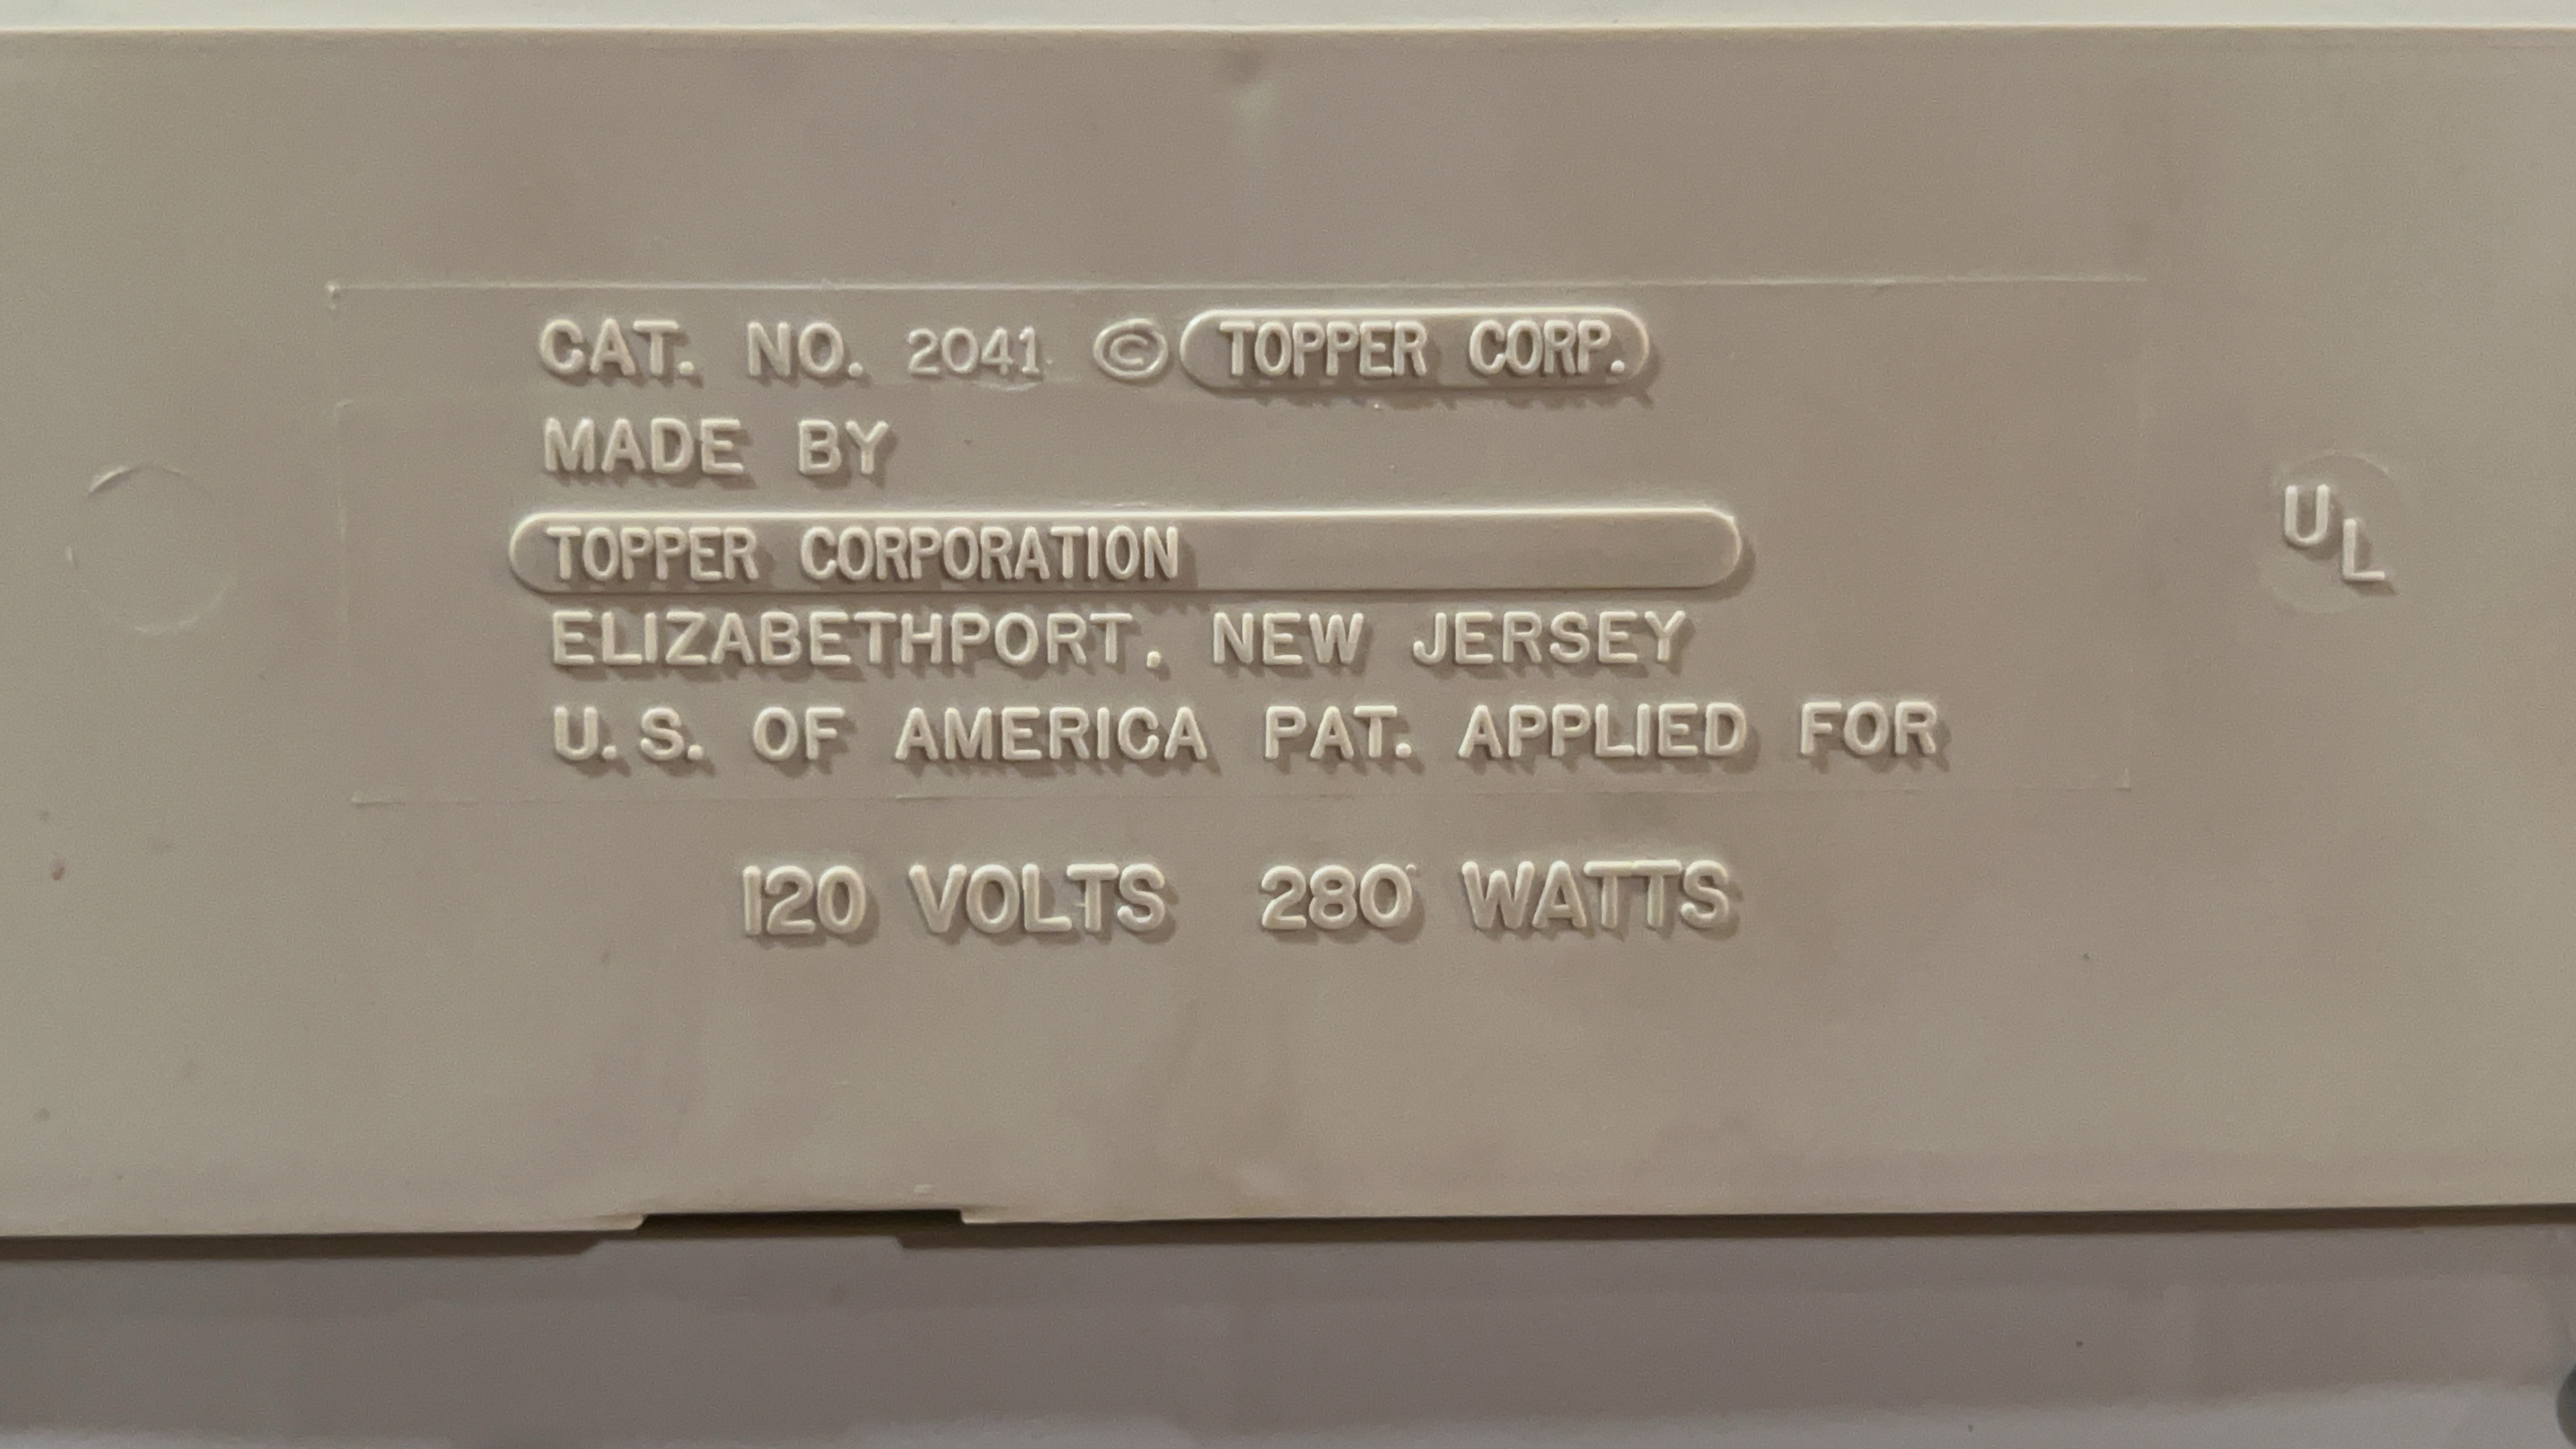 CAT. NO. 2041 © TOPPER CORP.
MADE BY
TOPPER CORPORATION
ELIZABETHPORT, NEW JERSEY
U.S. OF AMERICA PAT. APPLIED FOR
120 VOLTS 280 WATTS
UL